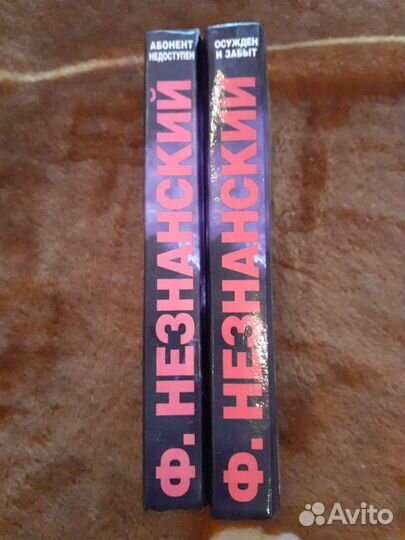 АБОНЕНТ
НЕДОСТУПЕН
Ф. НЕЗНАНСКИЙ
ОСУЖДЕН
И ЗАБЫТ
Ф. НЕЗНАНСКИЙ
Avito